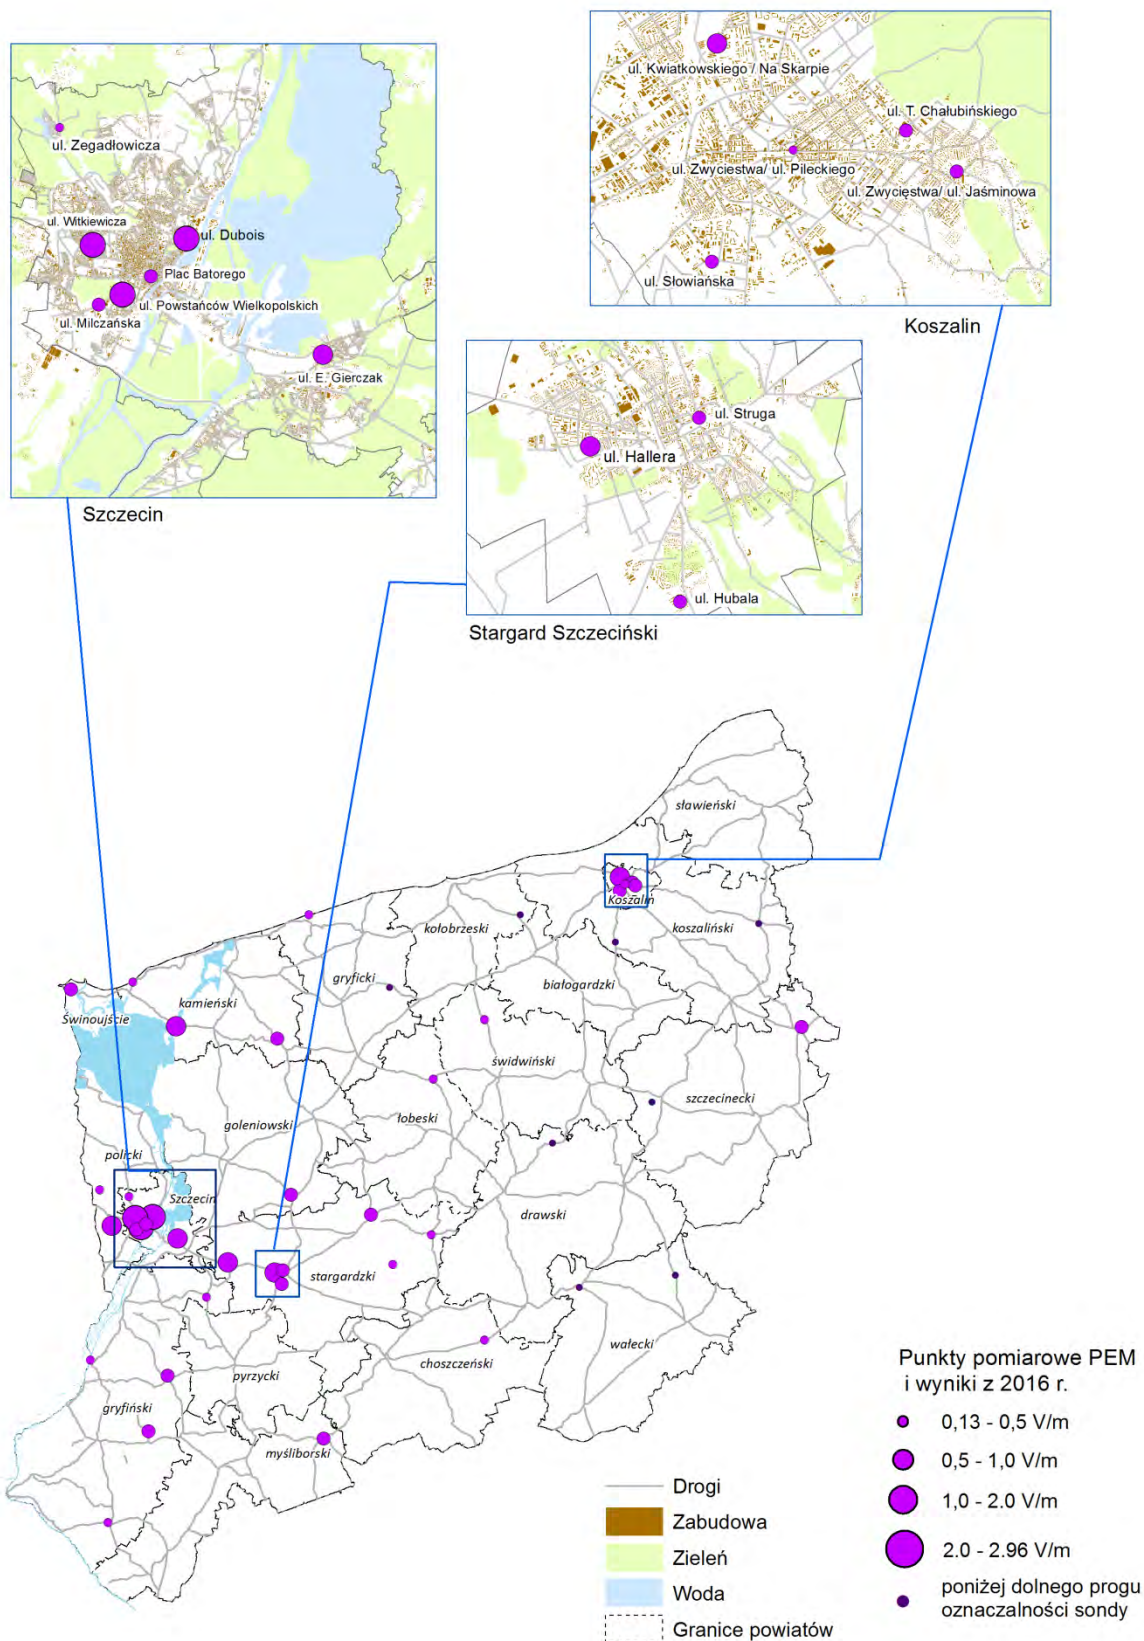 ul. Kwiatkowskiego / Na Skarpie
ul. T. Chałubińskiego
ul. Zwyciestwa/ ul. Pileckiego
ul. Zwycięstwa/ ul. Jaśminowa
ul. Słowiańska
Koszalin
ul. Zegadłowicza
ul. Witkiewicza
ul. Dubois
Plac Batorego
ul. Powstańców Wielkopolskich
ul. Milczańska
ul. E. Gierczak
Szczecin
ul. Struga
ul. Hallera
ul. Hubala
Stargard Szczeciński
sławieński
Koszalin
kołobrzeski
koszaliński
gryficki
białogardzki
kamieński
Świnoujście
świdwiński
szczecinecki
goleniowski
łobeski
policki
Szczecin
drawski
stargardzki
wałecki
choszczeński
pyrzycki
gryfiński
myśliborski
Punkty pomiarowe PEM
i wyniki z 2016 r.
0,13 - 0,5 V/m
0,5 - 1,0 V/m
1,0 - 2.0 V/m
2.0 - 2.96 V/m
poniżej dolnego progu
oznaczalności sondy
Drogi
Zabudowa
Zieleń
Woda
Granice powiatów